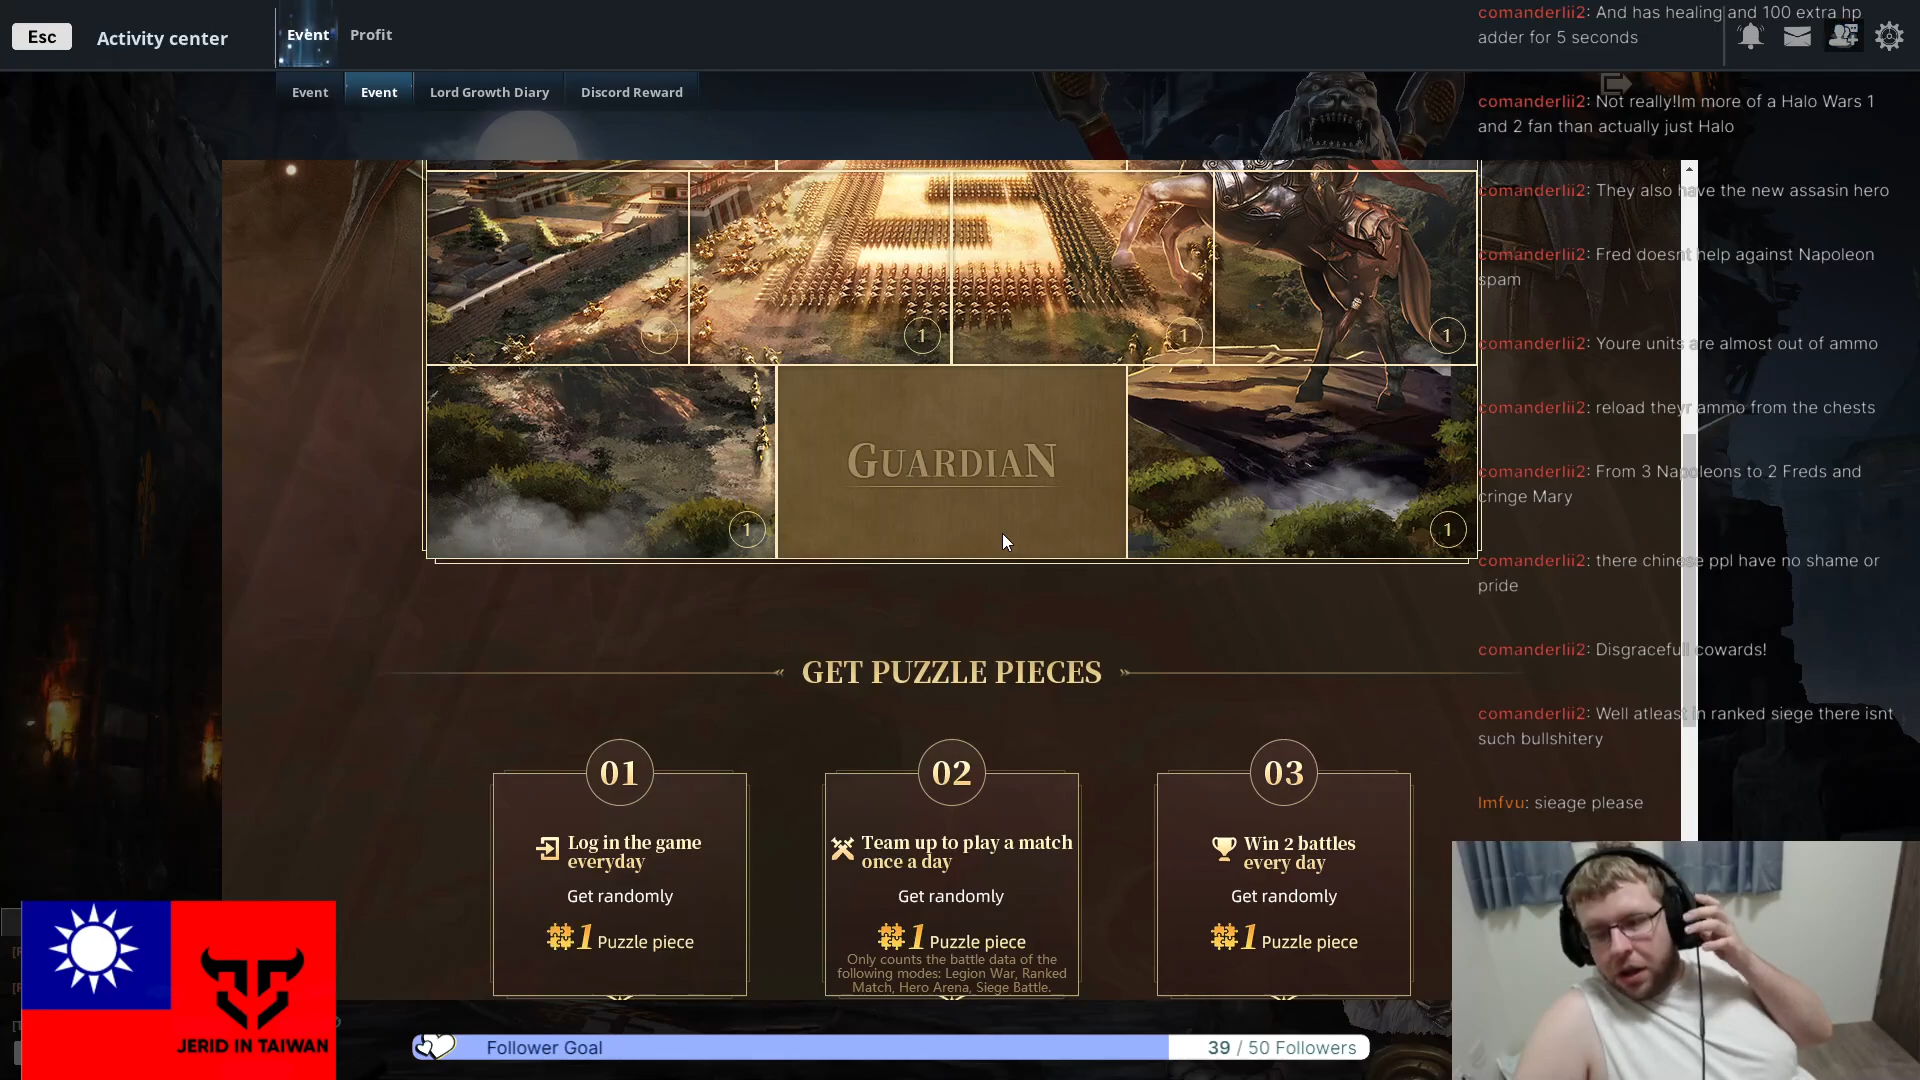 Esc
Activity center
Event
Profit
Event
Event
Lord Growth Diary
Discord Reward
1
1
1
1
1
GUARDIAN
1
GET PUZZLE PIECES
01
Log in the game
everyday
Get randomly
1 Puzzle piece
02
Team up to play a match
once a day
Get randomly
1 Puzzle piece
Only counts the battle data of the
following modes: Legion War, Ranked
Match, Hero Arena, Siege Battle.
03
Win 2 battles
every day
Get randomly
1 Puzzle piece
comanderlii2: And has healing and 100 extra hp
adder for 5 seconds
comanderlii2: Not really!Im more of a Halo Wars 1
and 2 fan than actually just Halo
comanderlii2: They also have the new assasin hero
comanderlii2: Fred doesnt help against Napoleon
spam
comanderlii2: Youre units are almost out of ammo
comanderlii2: reload theyr ammo from the chests
comanderlii2: From 3 Napoleons to 2 Freds and
cringe Mary
comanderlii2: there chinese ppl have no shame or
pride
comanderlii2: Disgracefull cowards!
comanderlii2: Well atleast in ranked siege there isnt
such bullshitery
lmfvu: sieage please
JERID IN TAIWAN
Follower Goal
39 / 50 Followers